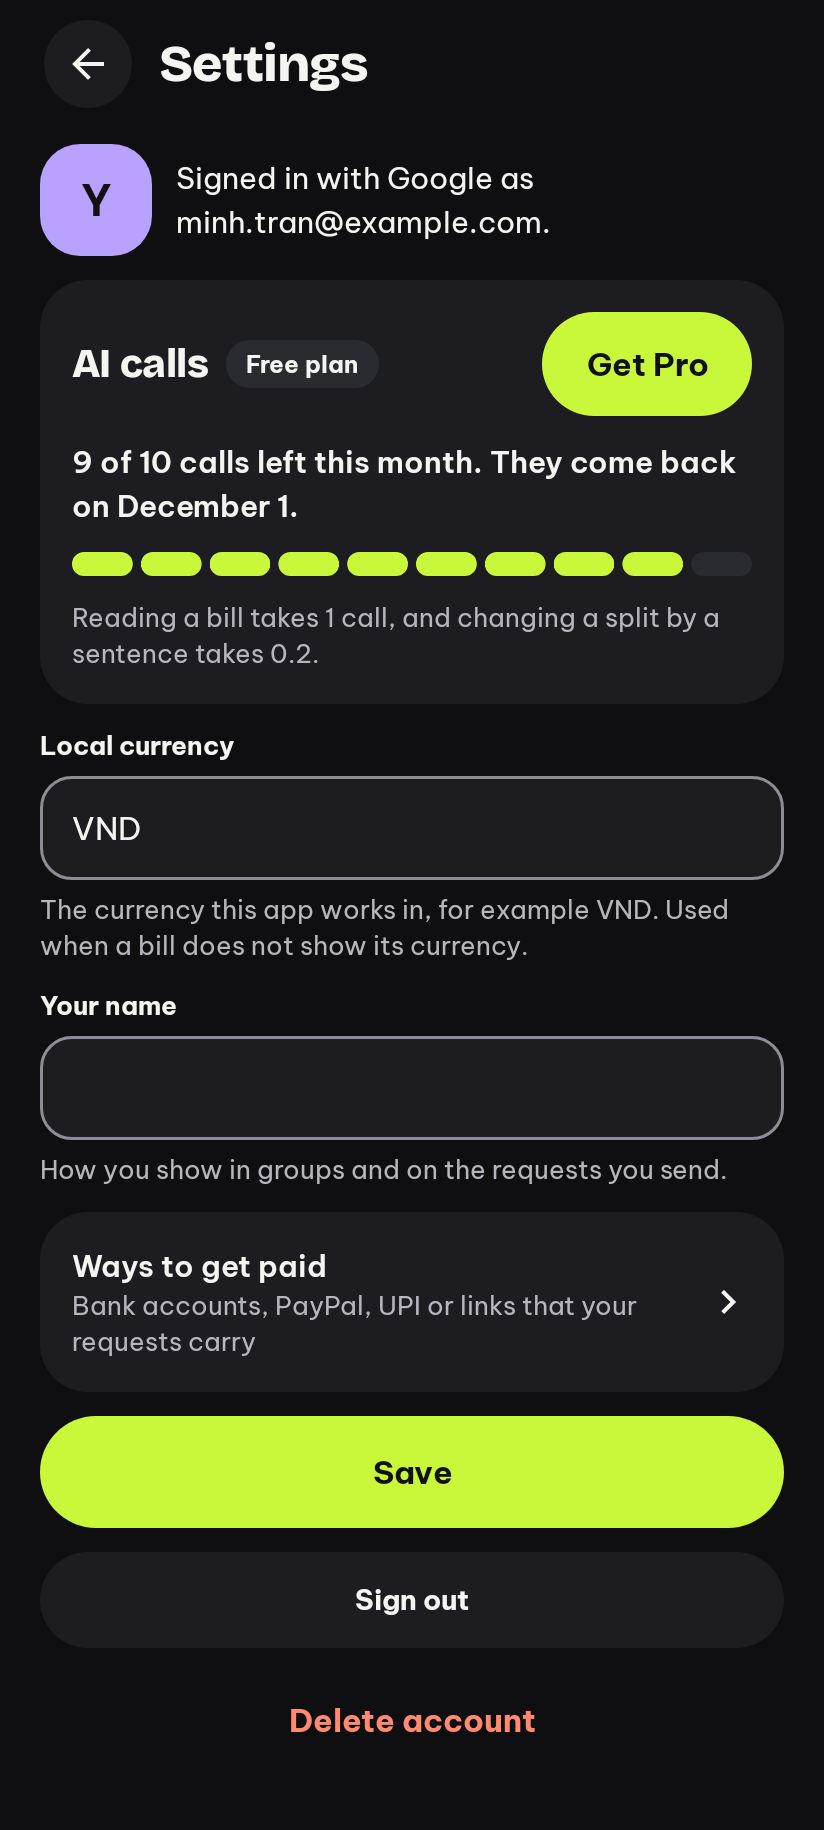 Settings
Y
Signed in with Google as
minh.tran@example.com.
AI calls
Free plan
Get Pro
9 of 10 calls left this month. They come back
on December 1.
Reading a bill takes 1 call, and changing a split by a
sentence takes 0.2.
Local currency
VND
The currency this app works in, for example VND. Used
when a bill does not show its currency.
Your name
How you show in groups and on the requests you send.
Ways to get paid
Bank accounts, PayPal, UPI or links that your
requests carry
Save
Sign out
Delete account